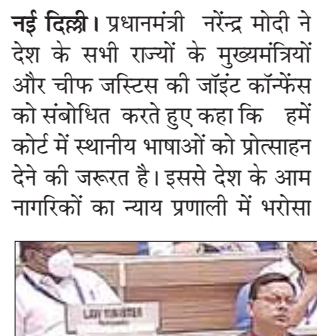 नई दिल्ली। प्रधानमंत्री नरेंन्द्र मोदी ने
देश के सभी राज्यों के मुख्यमंत्रियों
और चीफ जस्टिस की जॉइंट कॉन्फेंस
को संबोधित करते हुए कहा कि हमें
कोर्ट में स्थानीय भाषाओं को प्रोत्साहन
देने की जरूरत है। इससे देश के आम
नागरिकों का न्याय प्रणाली में भरोसा
LAW MINISTER